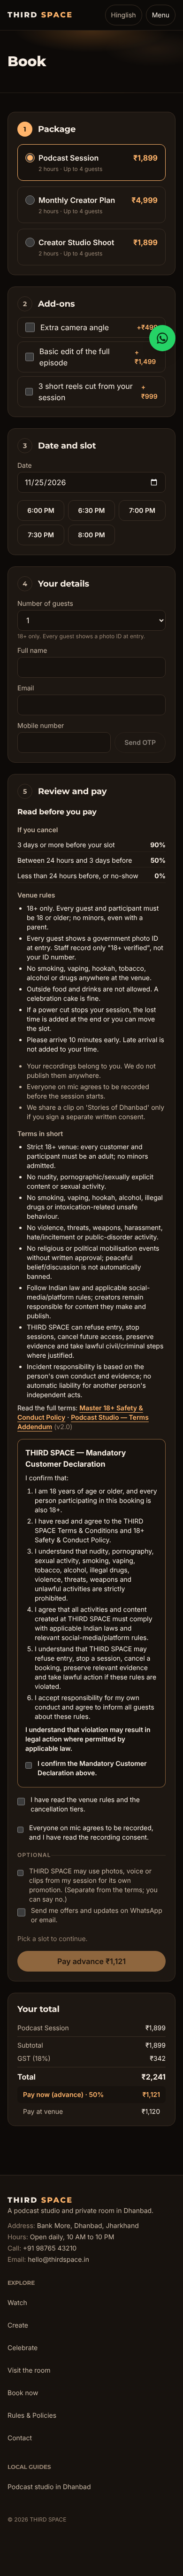 THIRD SPACE
Hinglish
Menu
Book
1 Package
Podcast Session ₹1,899
2 hours · Up to 4 guests
Monthly Creator Plan ₹4,999
2 hours · Up to 4 guests
Creator Studio Shoot ₹1,899
2 hours · Up to 4 guests
2 Add-ons
Extra camera angle +₹499
Basic edit of the full
episode
+
₹1,499
3 short reels cut from your
session
+
₹999
3 Date and slot
Date
11/25/2026
6:00 PM 6:30 PM 7:00 PM
7:30 PM 8:00 PM
4 Your details
Number of guests
1
18+ only. Every guest shows a photo ID at entry.
Full name
Email
Mobile number
Send OTP
5 Review and pay
Read before you pay
If you cancel
3 days or more before your slot 90%
Between 24 hours and 3 days before 50%
Less than 24 hours before, or no-show 0%
Venue rules
• 18+ only. Every guest and participant must
be 18 or older; no minors, even with a
parent.
• Every guest shows a government photo ID
at entry. Staff record only "18+ verified", not
your ID number.
• No smoking, vaping, hookah, tobacco,
alcohol or drugs anywhere at the venue.
• Outside food and drinks are not allowed. A
celebration cake is fine.
• If a power cut stops your session, the lost
time is added at the end or you can move
the slot.
• Please arrive 10 minutes early. Late arrival is
not added to your time.
• Your recordings belong to you. We do not
publish them anywhere.
• Everyone on mic agrees to be recorded
before the session starts.
• We share a clip on 'Stories of Dhanbad' only
if you sign a separate written consent.
Terms in short
• Strict 18+ venue: every customer and
participant must be an adult; no minors
admitted.
• No nudity, pornographic/sexually explicit
content or sexual activity.
• No smoking, vaping, hookah, alcohol, illegal
drugs or intoxication-related unsafe
behaviour.
• No violence, threats, weapons, harassment,
hate/incitement or public-disorder activity.
• No religious or political mobilisation events
without written approval; peaceful
belief/discussion is not automatically
banned.
• Follow Indian law and applicable social-
media/platform rules; creators remain
responsible for content they make and
publish.
• THIRD SPACE can refuse entry, stop
sessions, cancel future access, preserve
evidence and take lawful civil/criminal steps
where justified.
• Incident responsibility is based on the
person's own conduct and evidence; no
automatic liability for another person's
independent acts.
Read the full terms: Master 18+ Safety &
Conduct Policy · Podcast Studio — Terms
Addendum (v2.0)
THIRD SPACE — Mandatory
Customer Declaration
I confirm that:
1. I am 18 years of age or older, and every
person participating in this booking is
also 18+.
2. I have read and agree to the THIRD
SPACE Terms & Conditions and 18+
Safety & Conduct Policy.
3. I understand that nudity, pornography,
sexual activity, smoking, vaping,
tobacco, alcohol, illegal drugs,
violence, threats, weapons and
unlawful activities are strictly
prohibited.
4. I agree that all activities and content
created at THIRD SPACE must comply
with applicable Indian laws and
relevant social-media/platform rules.
5. I understand that THIRD SPACE may
refuse entry, stop a session, cancel a
booking, preserve relevant evidence
and take lawful action if these rules are
violated.
6. I accept responsibility for my own
conduct and agree to inform all guests
about these rules.
I understand that violation may result in
legal action where permitted by
applicable law.
I confirm the Mandatory Customer
Declaration above.
I have read the venue rules and the
cancellation tiers.
Everyone on mic agrees to be recorded,
and I have read the recording consent.
OPTIONAL
THIRD SPACE may use photos, voice or
clips from my session for its own
promotion. (Separate from the terms; you
can say no.)
Send me offers and updates on WhatsApp
or email.
Pick a slot to continue.
Pay advance ₹1,121
Your total
Podcast Session ₹1,899
Subtotal ₹1,899
GST (18%) ₹342
Total ₹2,241
Pay now (advance) · 50% ₹1,121
Pay at venue ₹1,120
THIRD SPACE
A podcast studio and private room in Dhanbad.
Address: Bank More, Dhanbad, Jharkhand
Hours: Open daily, 10 AM to 10 PM
Call: +91 98765 43210
Email: hello@thirdspace.in
EXPLORE
Watch
Create
Celebrate
Visit the room
Book now
Rules & Policies
Contact
LOCAL GUIDES
Podcast studio in Dhanbad
© 2026 THIRD SPACE